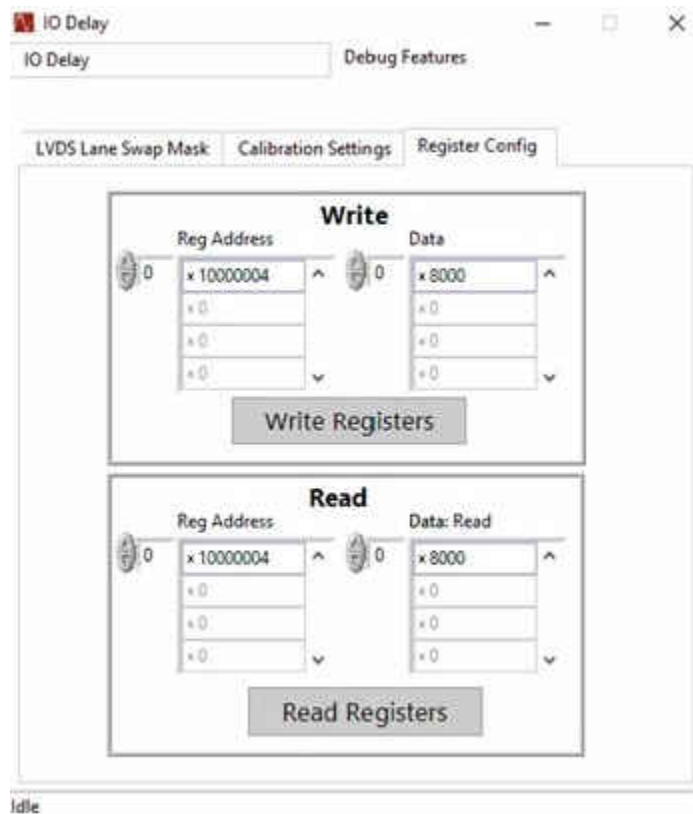 IO Delay
IO Delay
Debug Features
LVDS Lane Swap Mask Calibration Settings Register Config
Write
Reg Address Data
0 x 10000004 0 x 8000
x 0 x 0
x 0 x 0
x 0 x 0
Write Registers
Read
Reg Address Data: Read
0 x 10000004 0 x 8000
x 0 x 0
x 0 x 0
x 0 x 0
Read Registers
Idle